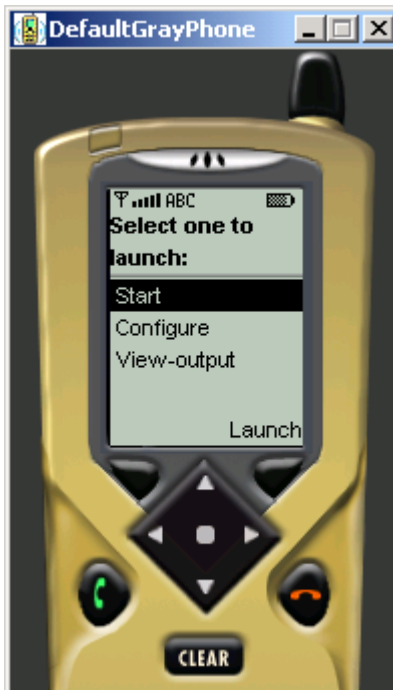 DefaultGrayPhone
ABC
Select one to
launch:
Start
Configure
View-output
Launch
CLEAR